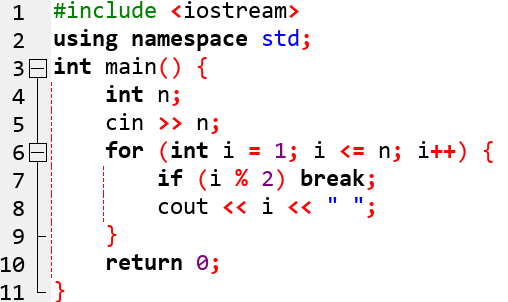 1 #include <iostream>
2 using namespace std;
3 int main() {
4     int n;
5     cin >> n;
6     for (int i = 1; i <= n; i++) {
7         if (i % 2) break;
8         cout << i << " ";
9     }
10     return 0;
11 }